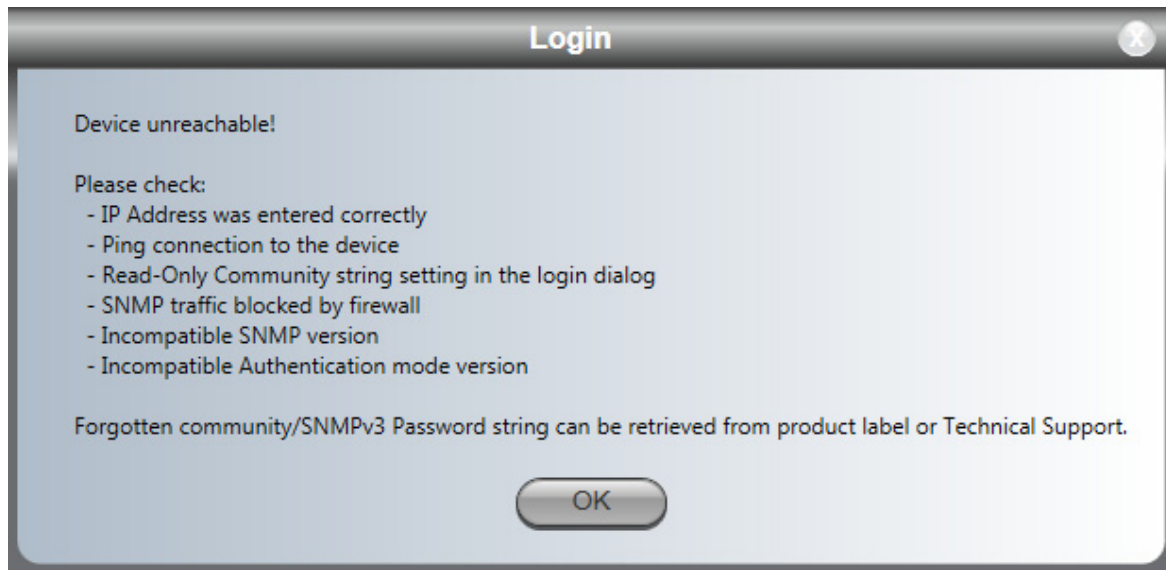 Login
X
Device unreachable!
Please check:
- IP Address was entered correctly
- Ping connection to the device
- Read-Only Community string setting in the login dialog
- SNMP traffic blocked by firewall
- Incompatible SNMP version
- Incompatible Authentication mode version
Forgotten community/SNMPv3 Password string can be retrieved from product label or Technical Support.
OK